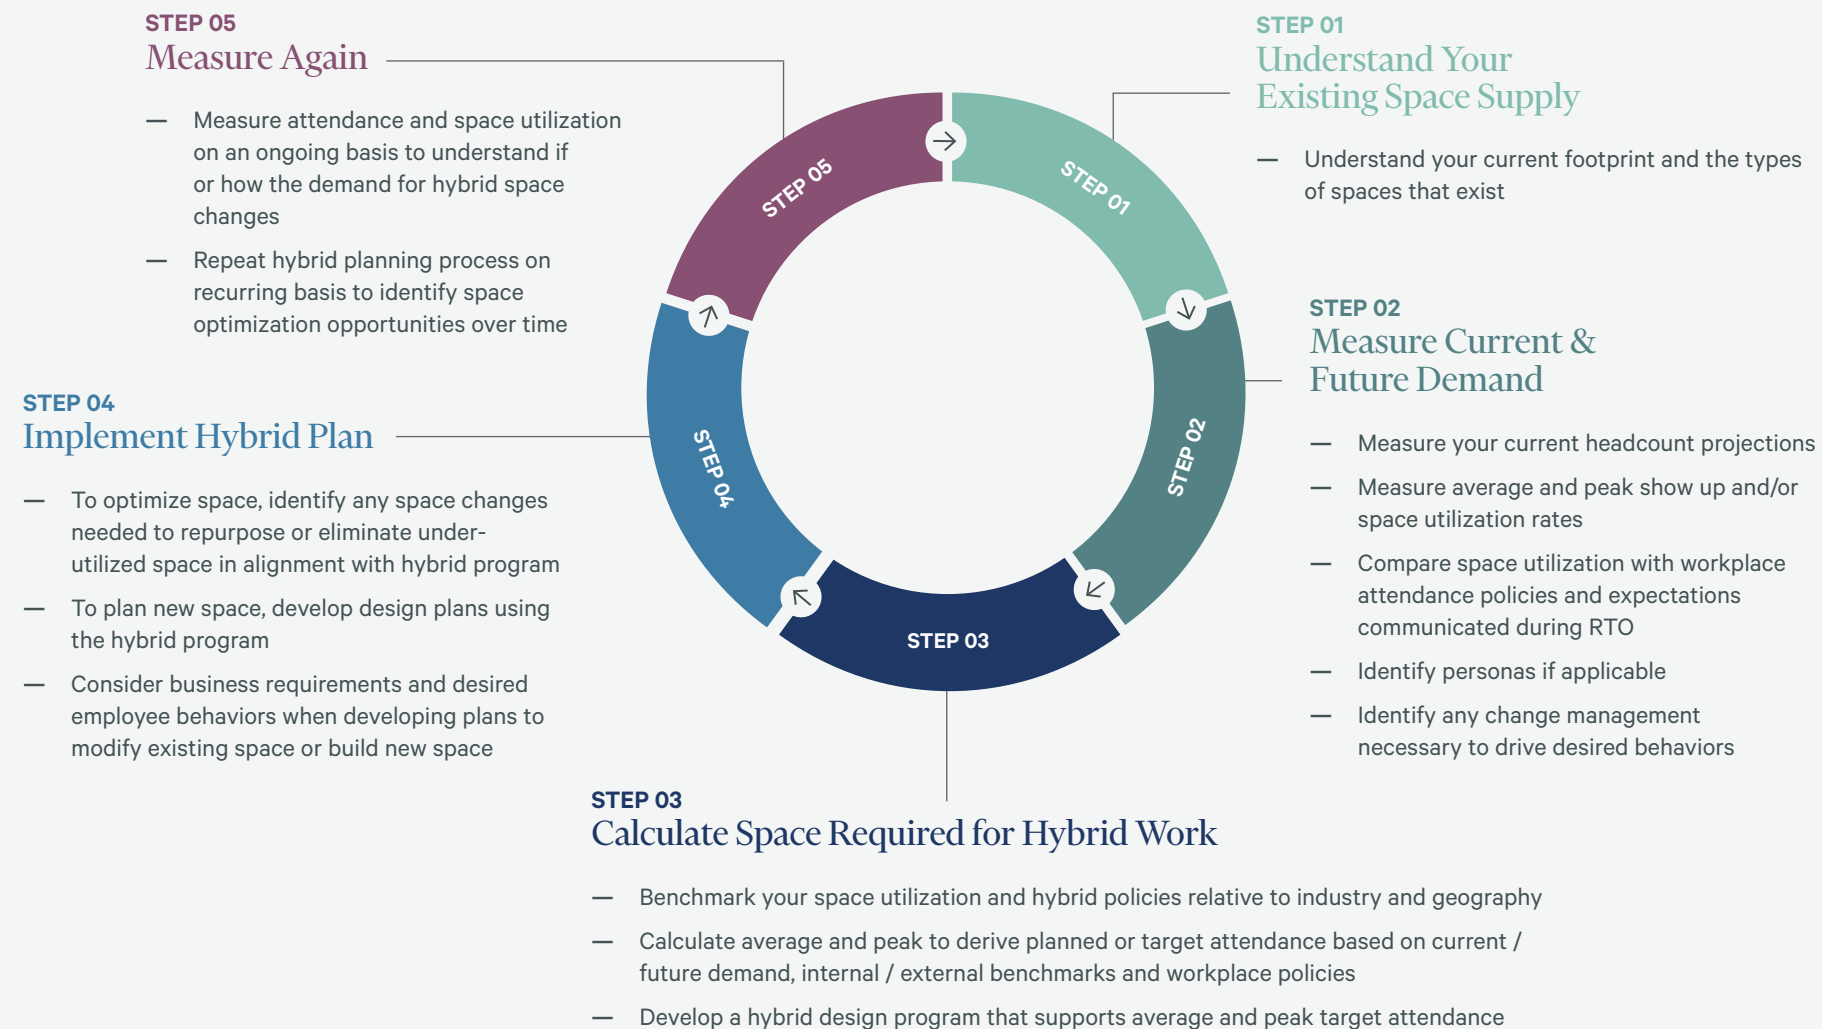 STEP 05
Measure Again
— Measure attendance and space utilization
on an ongoing basis to understand if
or how the demand for hybrid space
changes
— Repeat hybrid planning process on
recurring basis to identify space
optimization opportunities over time
STEP 01
Understand Your
Existing Space Supply
— Understand your current footprint and the types
of spaces that exist
STEP 02
Measure Current &
Future Demand
— Measure your current headcount projections
— Measure average and peak show up and/or
space utilization rates
— Compare space utilization with workplace
attendance policies and expectations
communicated during RTO
— Identify personas if applicable
— Identify any change management
necessary to drive desired behaviors
STEP 04
Implement Hybrid Plan
— To optimize space, identify any space changes
needed to repurpose or eliminate under-
utilized space in alignment with hybrid program
— To plan new space, develop design plans using
the hybrid program
— Consider business requirements and desired
employee behaviors when developing plans to
modify existing space or build new space
STEP 05
STEP 01
STEP 04
STEP 02
STEP 03
STEP 03
Calculate Space Required for Hybrid Work
— Benchmark your space utilization and hybrid policies relative to industry and geography
— Calculate average and peak to derive planned or target attendance based on current /
future demand, internal / external benchmarks and workplace policies
— Develop a hybrid design program that supports average and peak target attendance